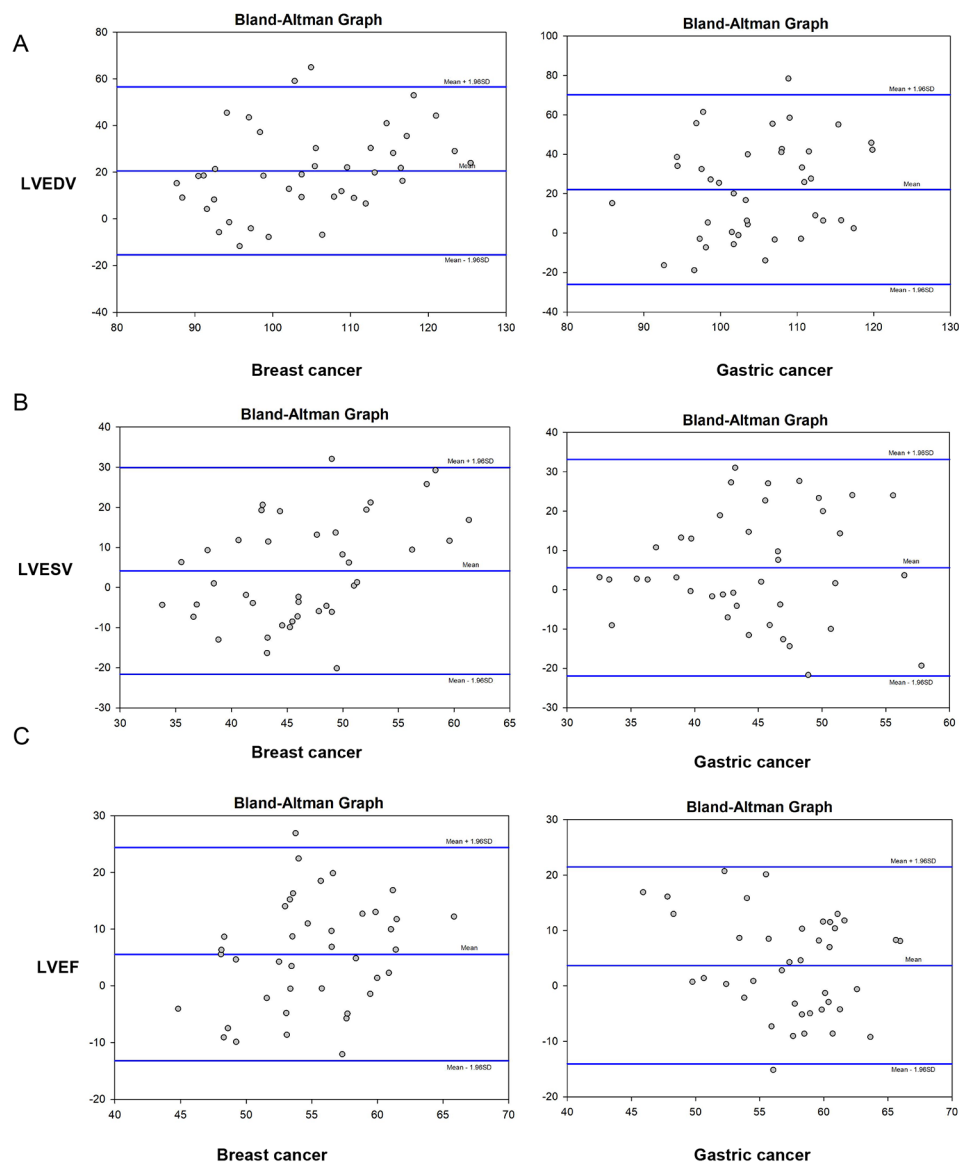 A
Bland-Altman Graph
80
60
40
20
0
-20
-40
80
90
100
110
120
130
Mean + 1.96SD
Mean
Mean - 1.96SD
LVEDV
Breast cancer
Bland-Altman Graph
100
80
60
40
20
0
-20
-40
80
90
100
110
120
130
Mean + 1.96SD
Mean
Mean - 1.96SD
Gastric cancer
B
Bland-Altman Graph
40
30
20
10
0
-10
-20
-30
30
35
40
45
50
55
60
65
Mean + 1.96SD
Mean
Mean - 1.96SD
LVESV
Breast cancer
Bland-Altman Graph
40
30
20
10
0
-10
-20
-30
30
35
40
45
50
55
60
Mean + 1.96SD
Mean
Mean - 1.96SD
Gastric cancer
C
Bland-Altman Graph
30
20
10
0
-10
-20
40
45
50
55
60
65
70
Mean + 1.96SD
Mean
Mean - 1.96SD
LVEF
Breast cancer
Bland-Altman Graph
30
20
10
0
-10
-20
40
45
50
55
60
65
70
Mean + 1.96SD
Mean
Mean - 1.96SD
Gastric cancer